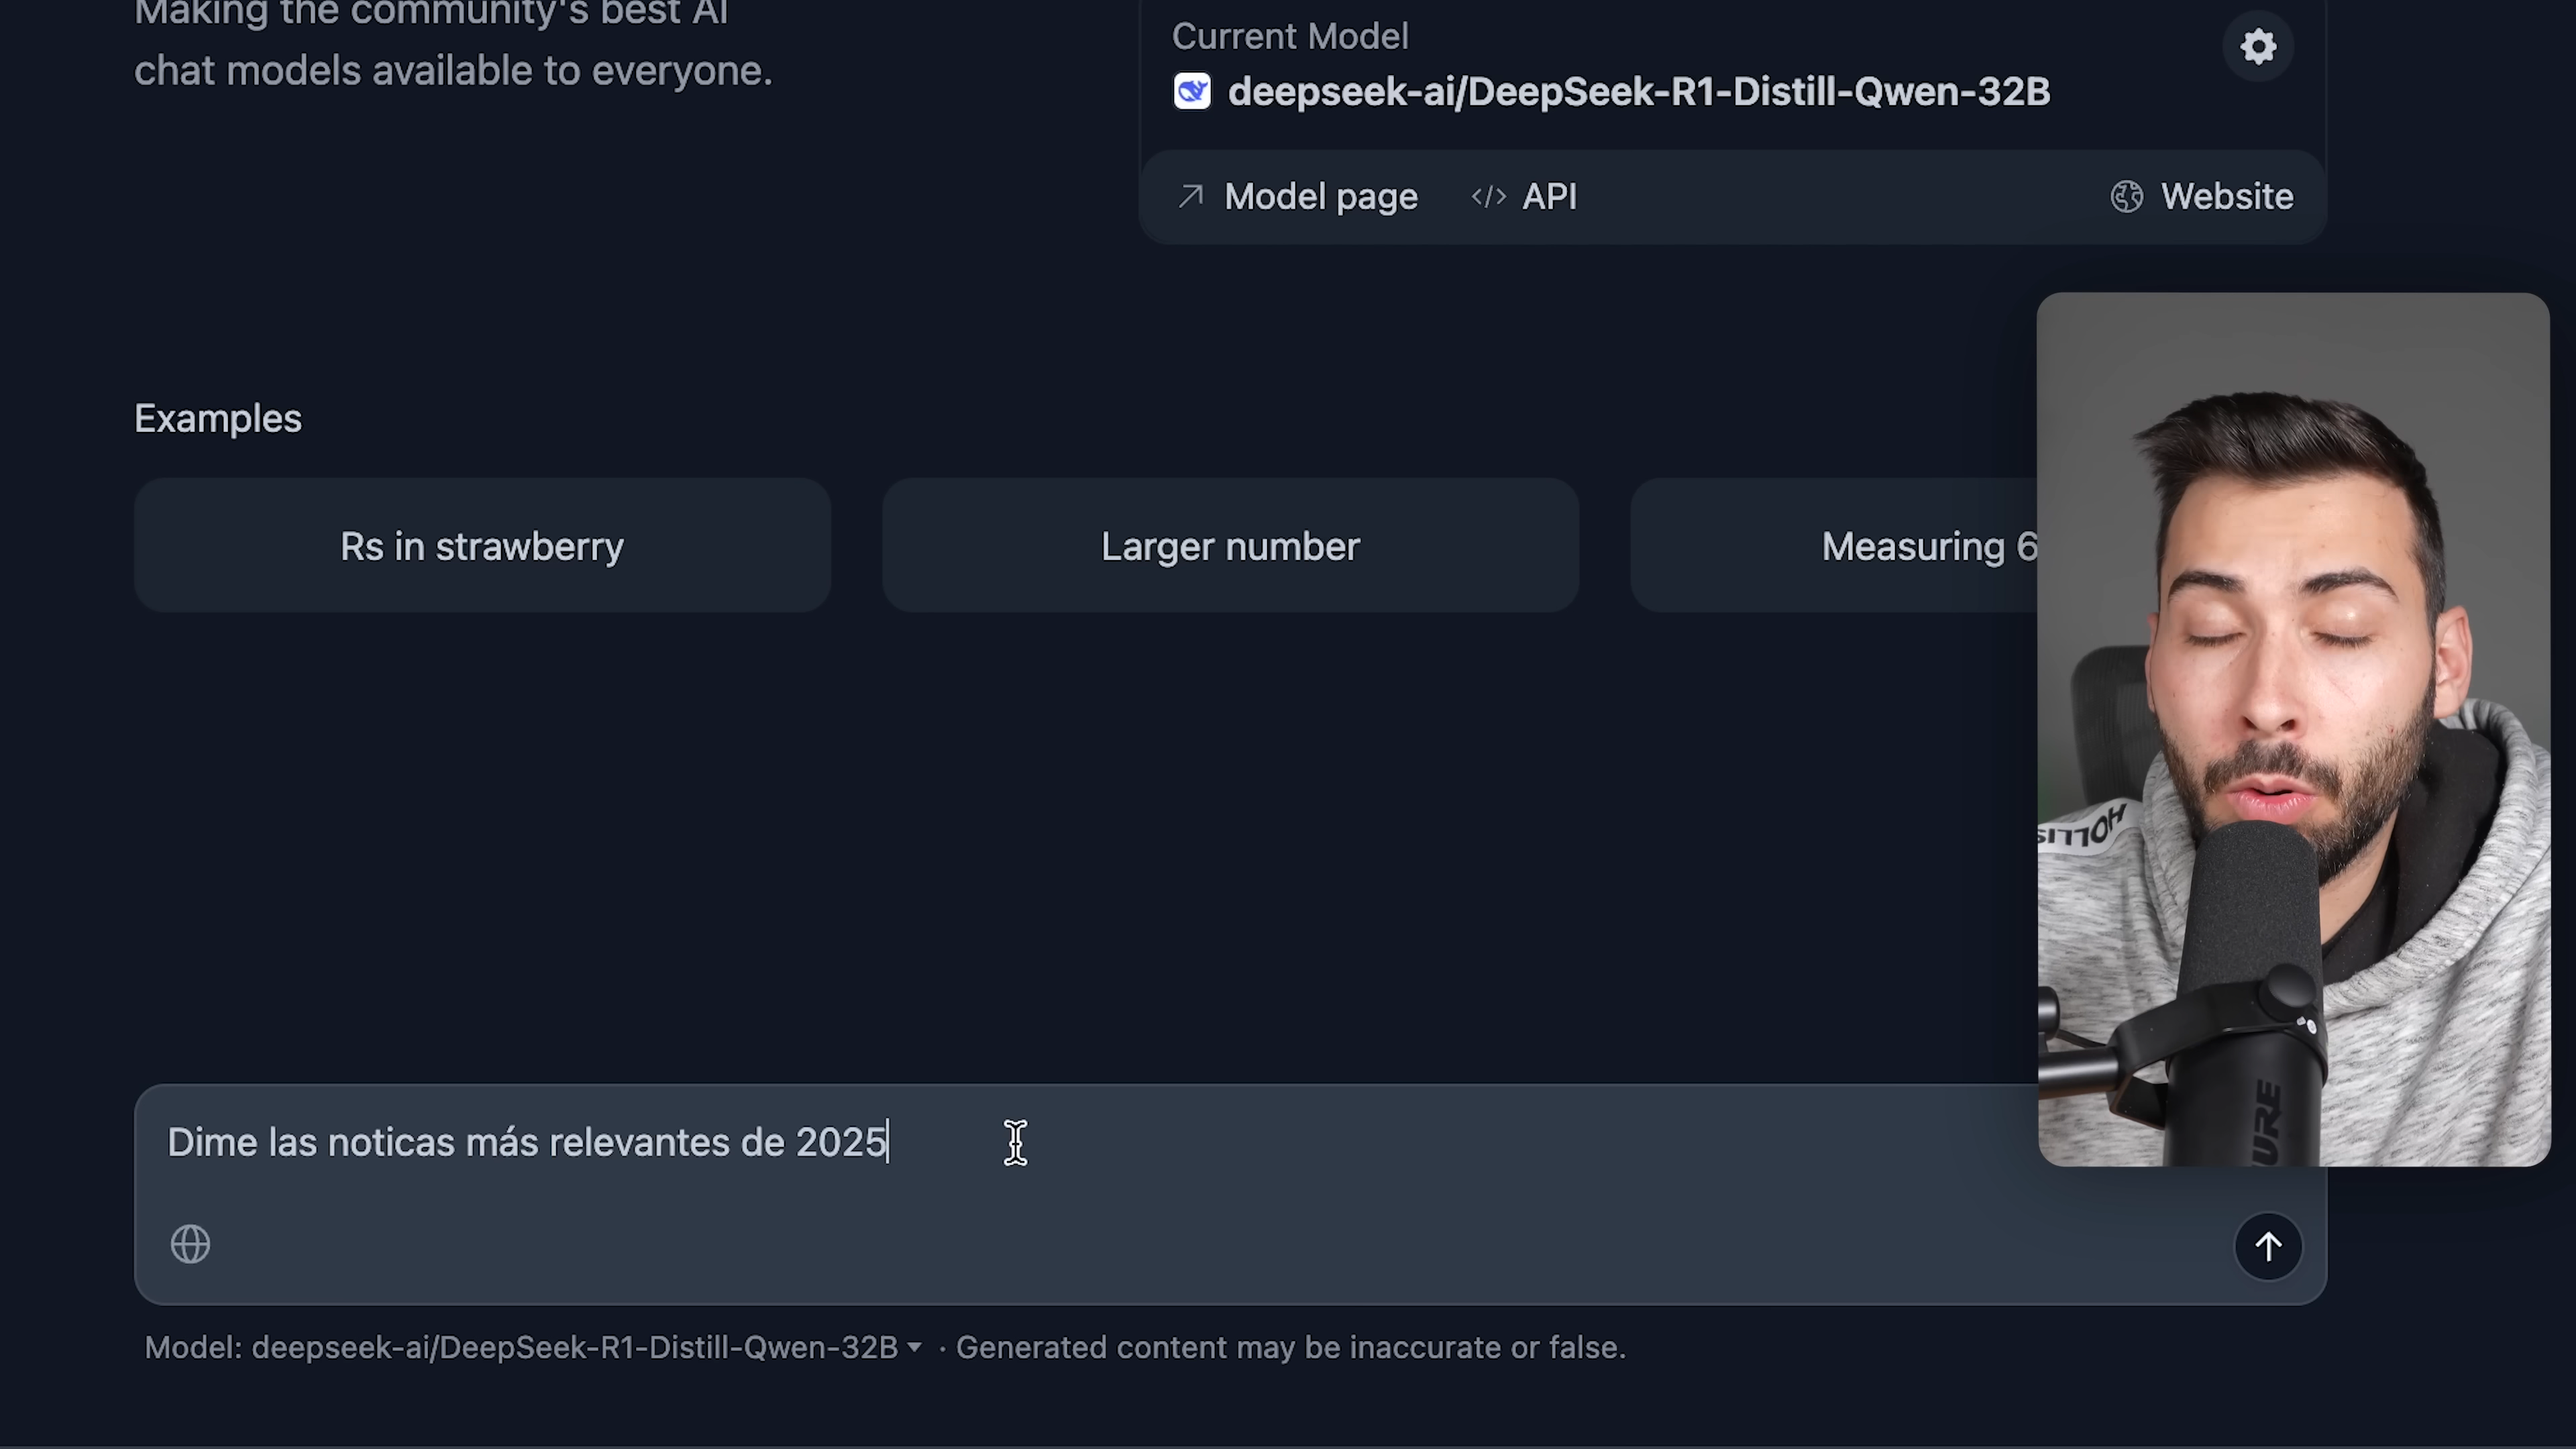 Making the community's best AI
chat models available to everyone.
Current Model
deepseek-ai/DeepSeek-R1-Distill-Qwen-32B
Model page
</> API
Website
Examples
Rs in strawberry
Larger number
Measuring 6
HOLLIS
URE
Dime las noticas más relevantes de 2025
Model: deepseek-ai/DeepSeek-R1-Distill-Qwen-32B · Generated content may be inaccurate or false.